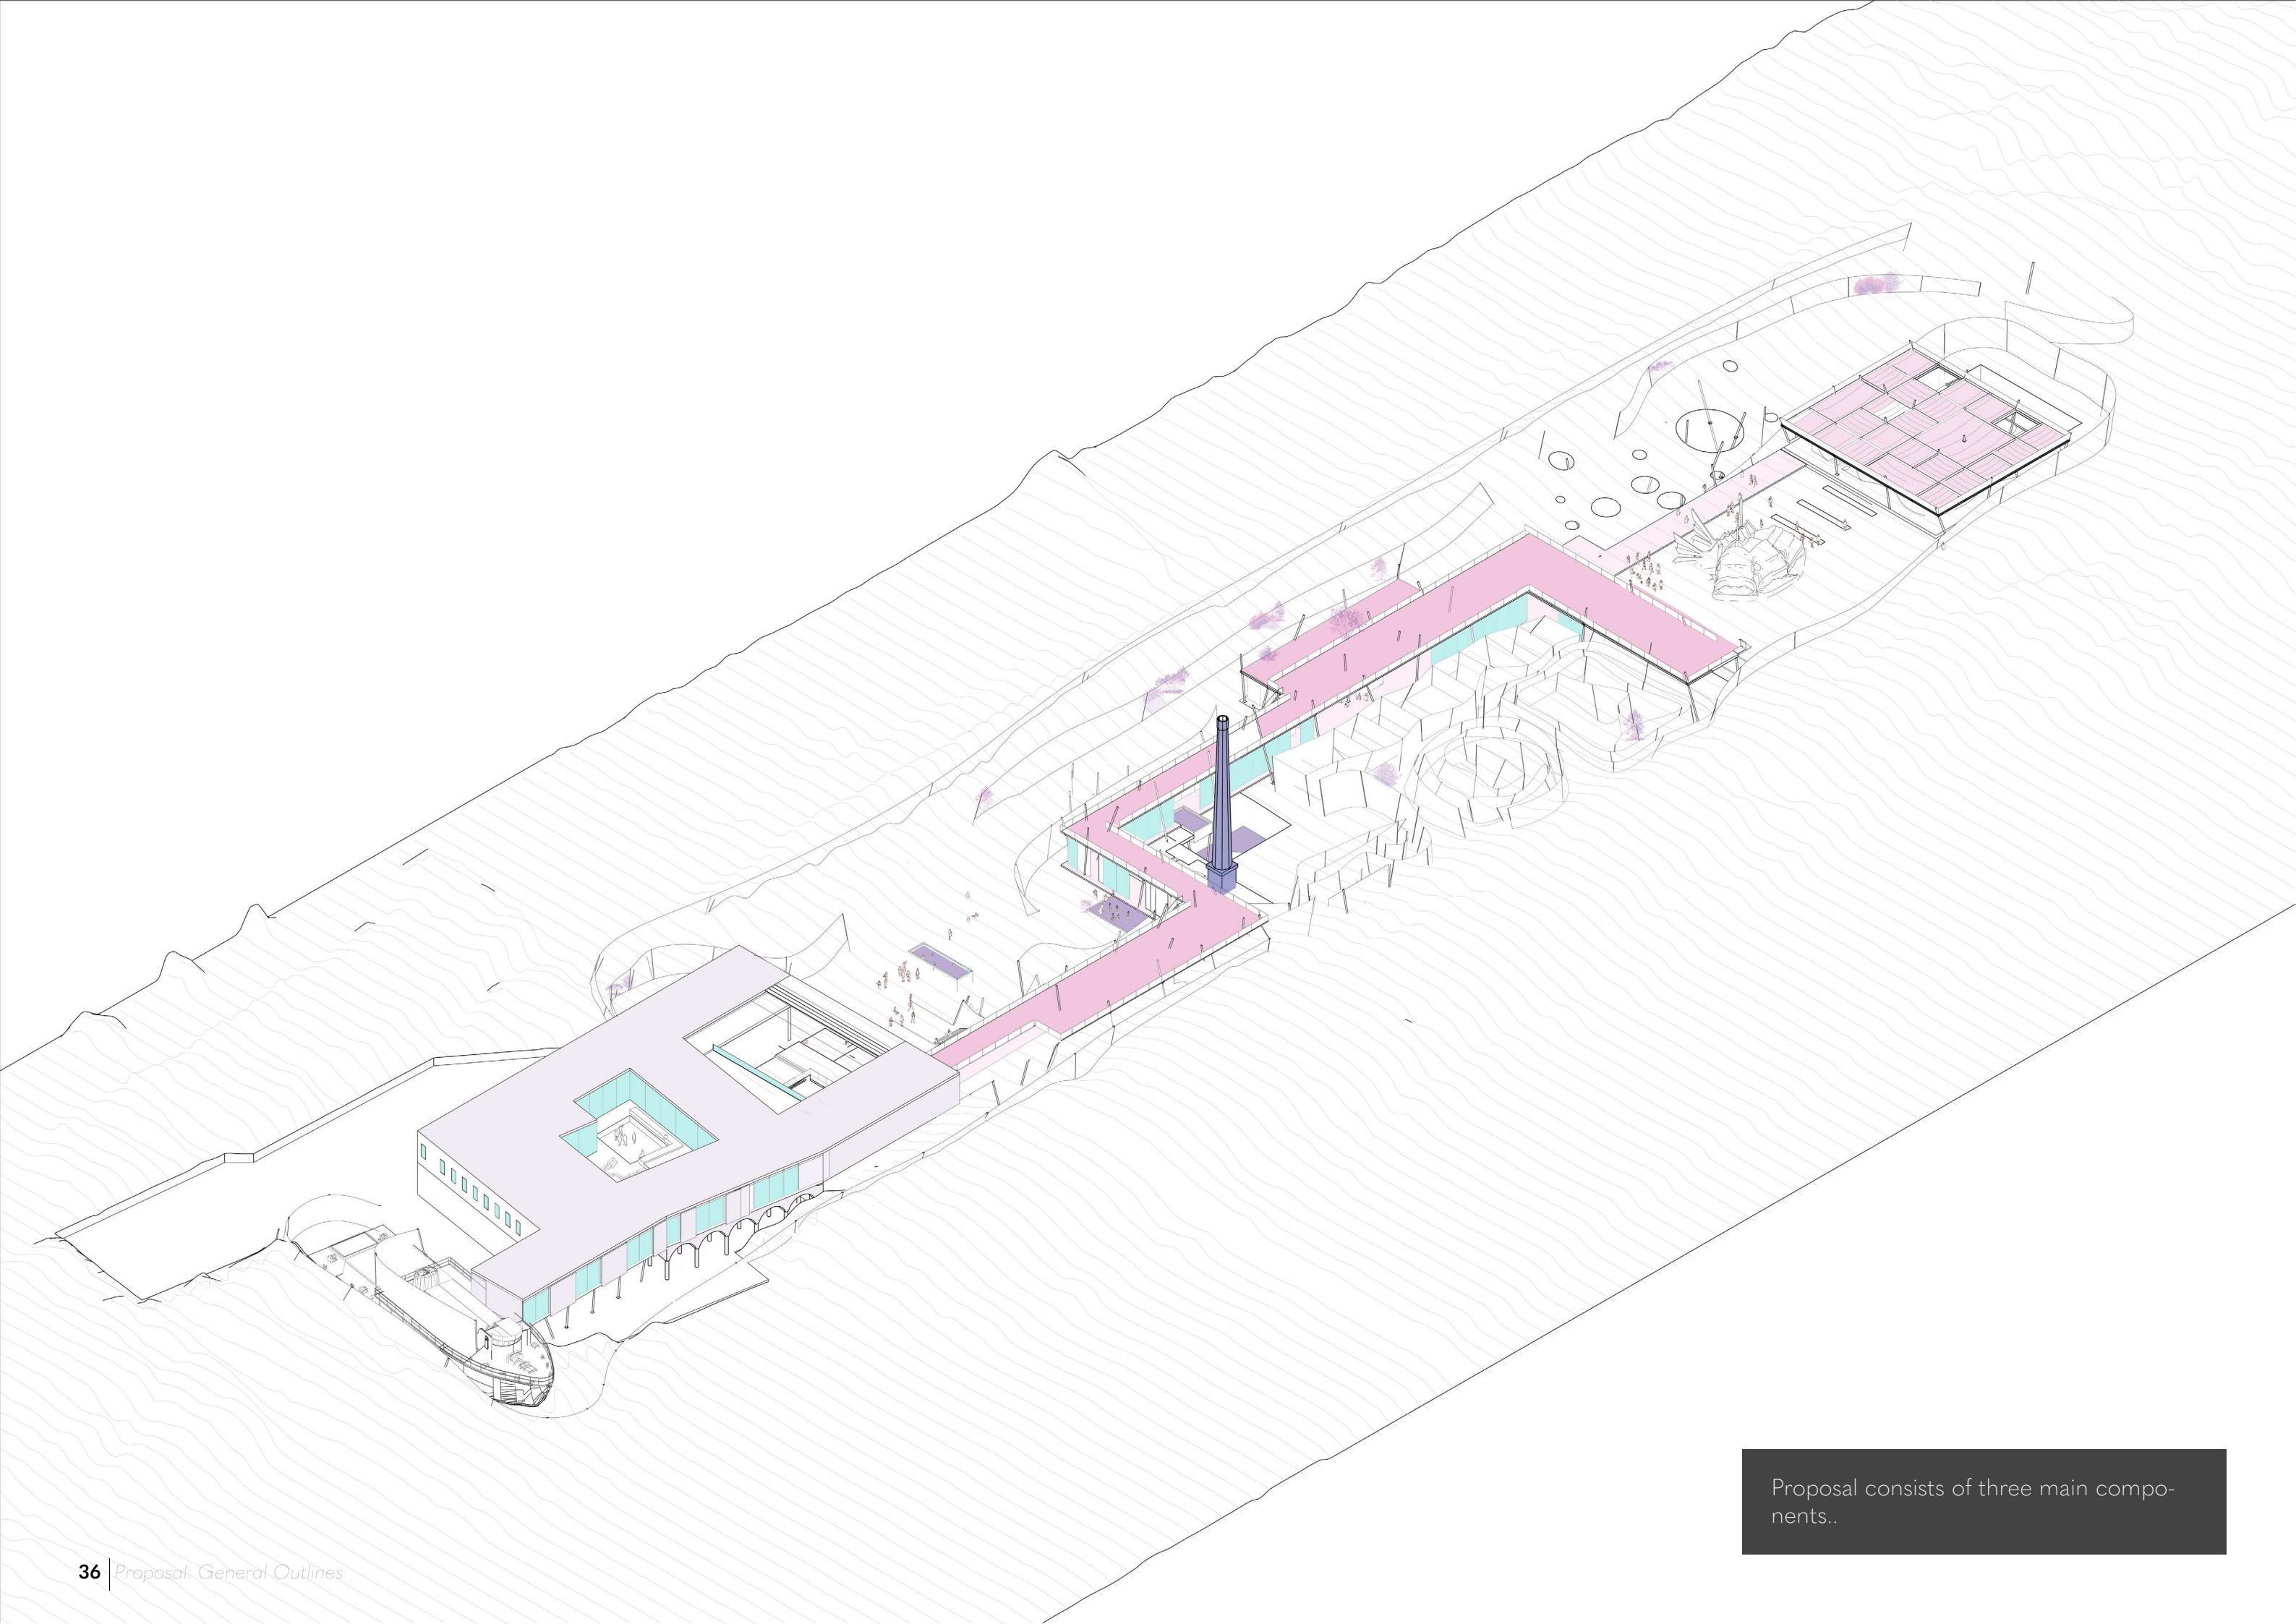 Proposal consists of three main compo-
nents..
36 Proposal: General Outlines